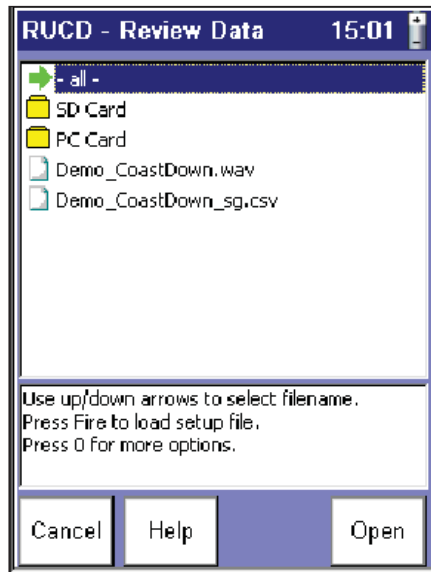 RUCD - Review Data 15:01
- all -
SD Card
PC Card
Demo_CoastDown.wav
Demo_CoastDown_sg.csv
Use up/down arrows to select filename.
Press Fire to load setup file.
Press 0 for more options.
Cancel Help Open